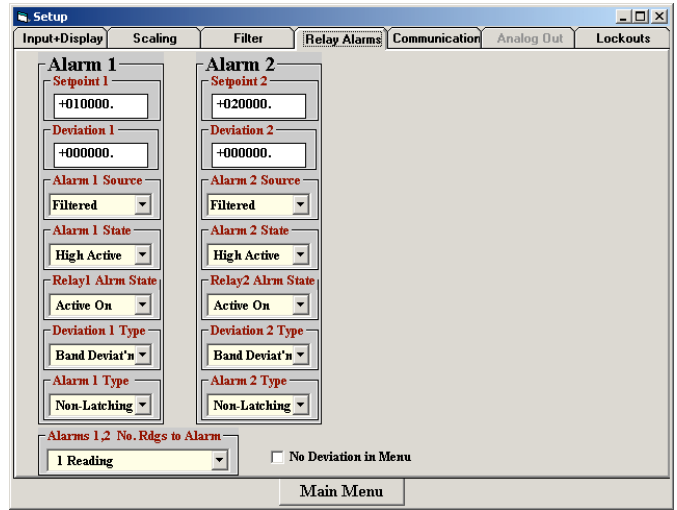 Setup
Input+Display Scaling Filter Relay Alarms Communication Analog Out Lockouts
Alarm 1 Alarm 2
Setpoint 1 Setpoint 2
+010000. +020000.
Deviation 1 Deviation 2
+000000. +000000.
Alarm 1 Source Alarm 2 Source
Filtered Filtered
Alarm 1 State Alarm 2 State
High Active High Active
Relay1 Alrm State Relay2 Alrm State
Active On Active On
Deviation 1 Type Deviation 2 Type
Band Deviat'n Band Deviat'n
Alarm 1 Type Alarm 2 Type
Non-Latching Non-Latching
Alarms 1,2 No. Rdgs to Alarm
1 Reading No Deviation in Menu
Main Menu